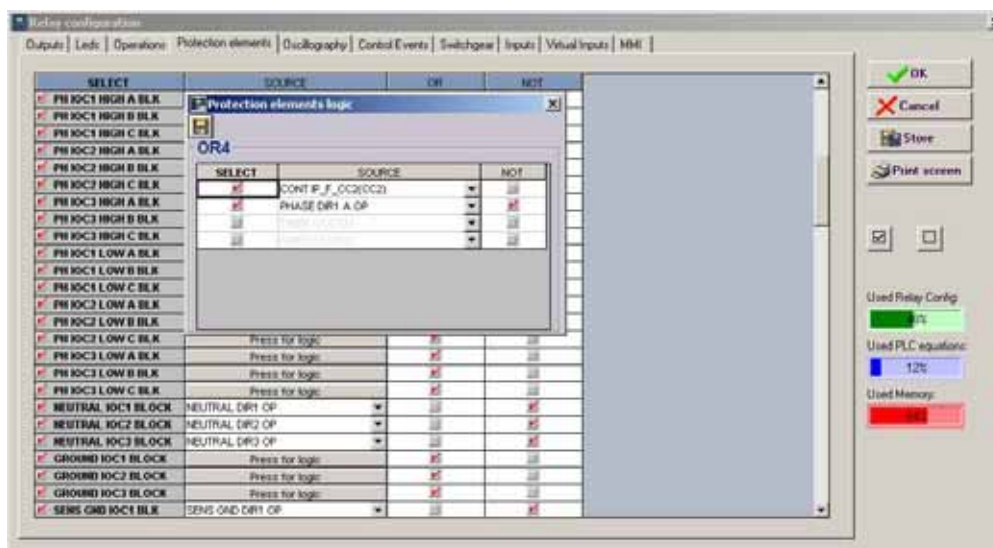 Relay configuration
Outputs Leds Operations Protection elements Oscillography Control Events Switchgear Inputs Virtual Inputs MMI
SELECT SOURCE OR NOT
PH IOC1 HIGH A BLK
PH IOC1 HIGH B BLK
PH IOC1 HIGH C BLK
PH IOC2 HIGH A BLK
PH IOC2 HIGH B BLK
PH IOC2 HIGH C BLK
PH IOC3 HIGH A BLK
PH IOC3 HIGH B BLK
PH IOC3 HIGH C BLK
PH IOC1 LOW A BLK
PH IOC1 LOW B BLK
PH IOC1 LOW C BLK
PH IOC2 LOW A BLK
PH IOC2 LOW B BLK
PH IOC2 LOW C BLK Press for logic
PH IOC3 LOW A BLK Press for logic
PH IOC3 LOW B BLK Press for logic
PH IOC3 LOW C BLK Press for logic
NEUTRAL IOC1 BLOCK NEUTRAL DIR1 OP
NEUTRAL IOC2 BLOCK NEUTRAL DIR2 OP
NEUTRAL IOC3 BLOCK NEUTRAL DIR3 OP
GROUND IOC1 BLOCK Press for logic
GROUND IOC2 BLOCK Press for logic
GROUND IOC3 BLOCK Press for logic
SENS GND IOC1 BLK SENS GND DIR1 OP
Protection elements logic
OR4
SELECT SOURCE NOT
CONT IP_F_CC2(CC2)
PHASE DIR1 A OP
OK
Cancel
Store
Print screen
Used Relay Config:
Used PLC equations:
12%
Used Memory: